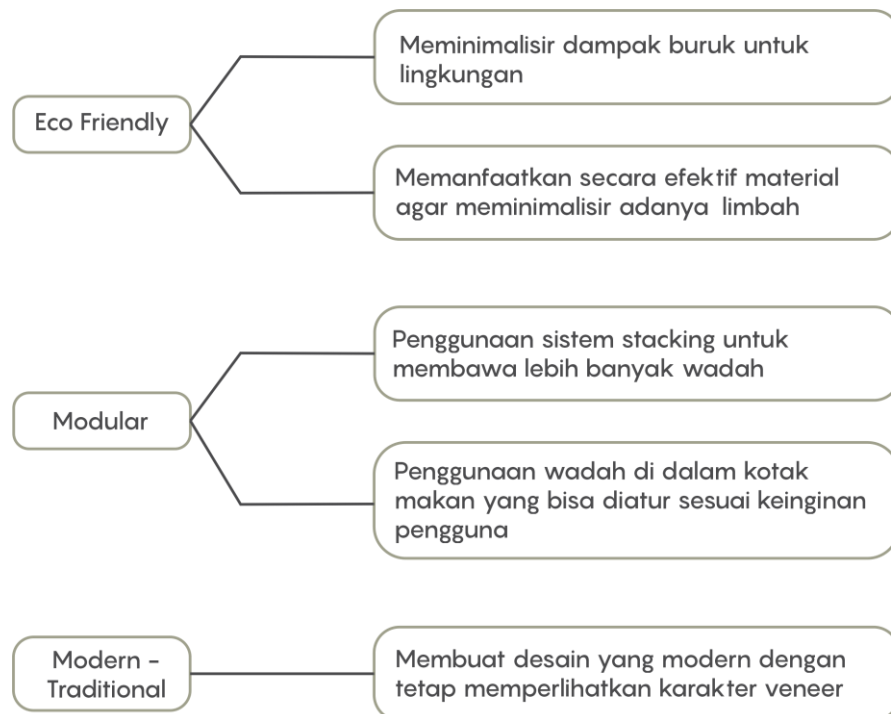 Eco Friendly
Meminimalisir dampak buruk untuk
lingkungan
Memanfaatkan secara efektif material
agar meminimalisir adanya limbah
Modular
Penggunaan sistem stacking untuk
membawa lebih banyak wadah
Penggunaan wadah di dalam kotak
makan yang bisa diatur sesuai keinginan
pengguna
Modern -
Traditional
Membuat desain yang modern dengan
tetap memperlihatkan karakter veneer